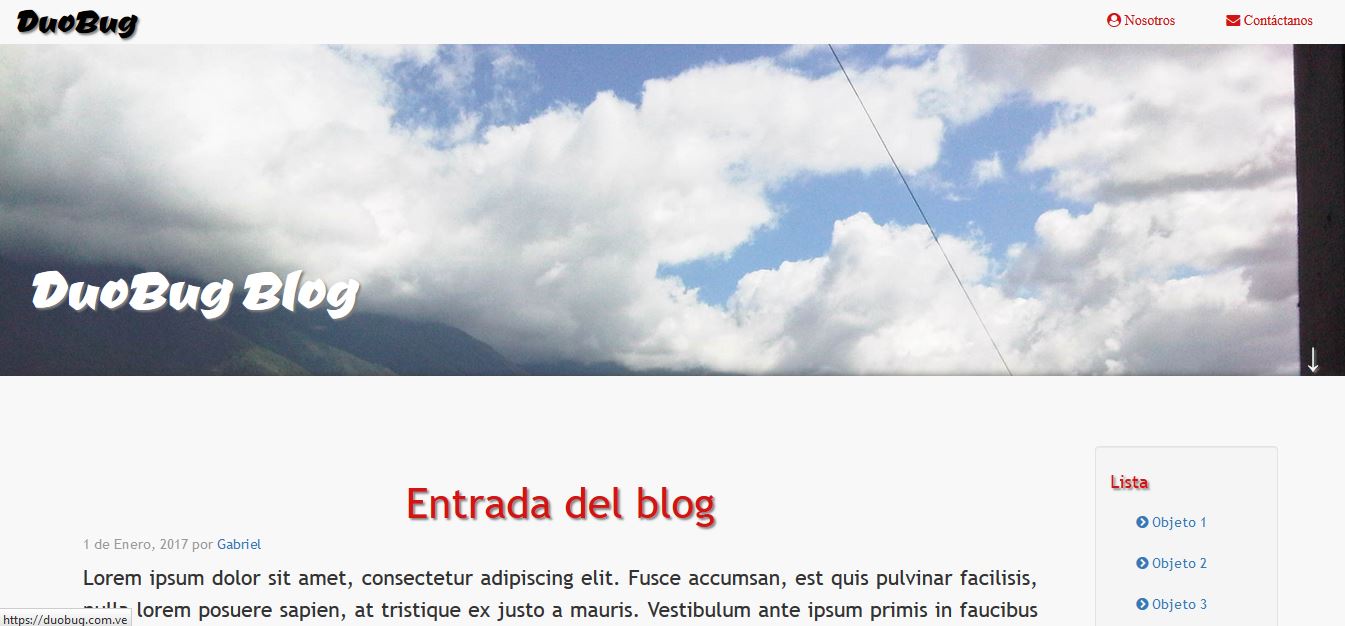 DuoBug
Nosotros
Contáctanos
DuoBug Blog
Entrada del blog
1 de Enero, 2017 por Gabriel
Lorem ipsum dolor sit amet, consectetur adipiscing elit. Fusce accumsan, est quis pulvinar facilisis,
nulla lorem posuere sapien, at tristique ex justo a mauris. Vestibulum ante ipsum primis in faucibus
Lista
Objeto 1
Objeto 2
Objeto 3
https://duobug.com.ve